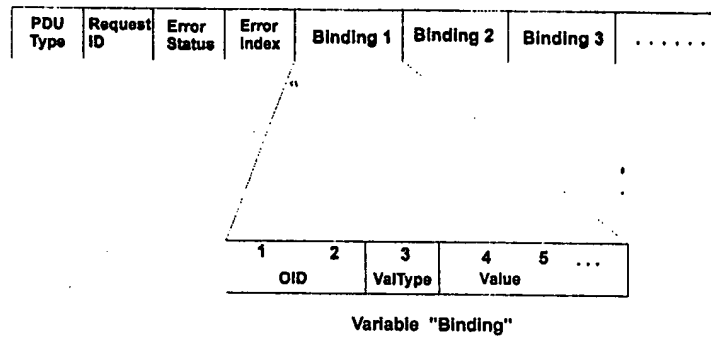 PDU Type Request ID Error Status Error Index Binding 1 Binding 2 Binding 3 ......
1 2 3 4 5 ...
OID ValType Value
Variable "Binding"